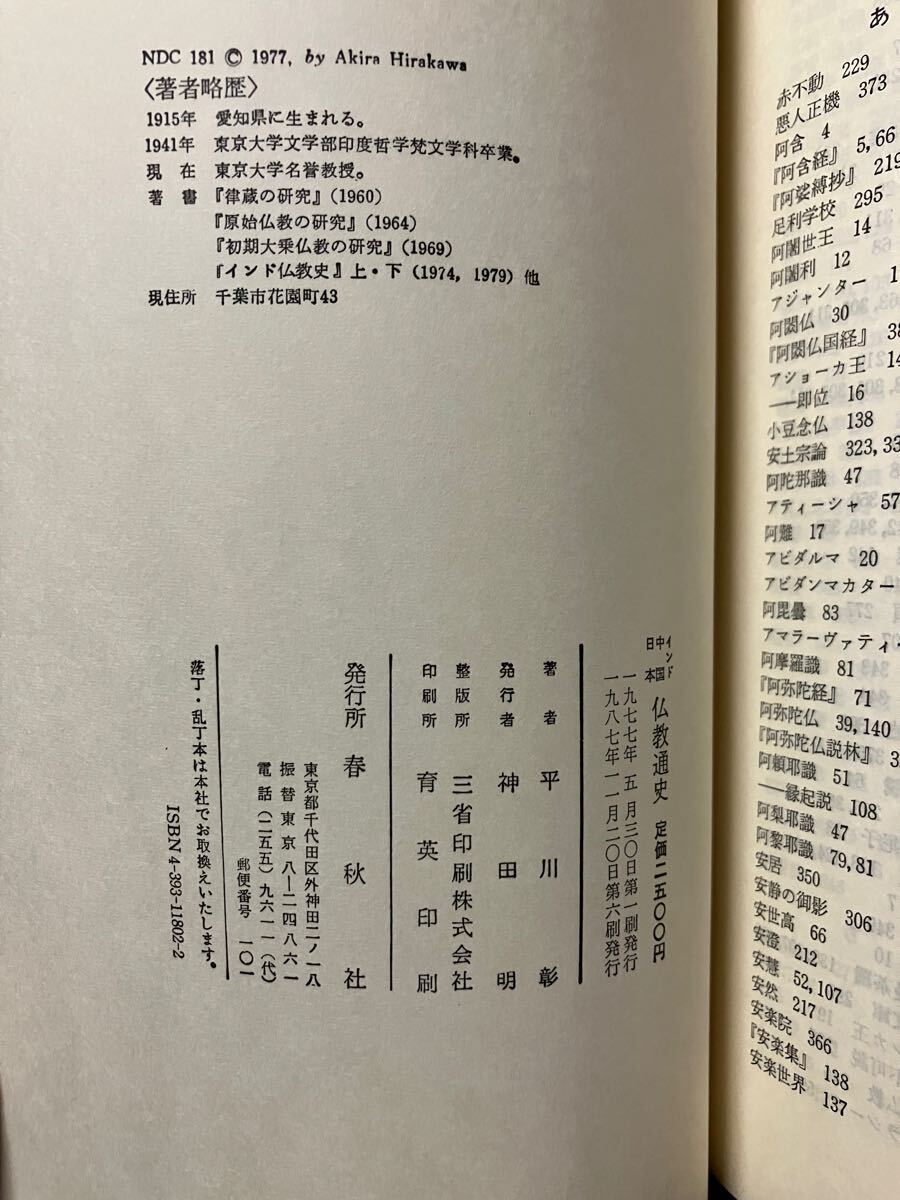 NDC 181 © 1977, by Akira Hirakawa
〈著者略歴〉
1915年　愛知県に生まれる。
1941年　東京大学文学部印度哲学梵文学科卒業。
現　在　東京大学名誉教授。
著　書　『律蔵の研究』(1960)
『原始仏教の研究』(1964)
『初期大乗仏教の研究』(1969)
『インド仏教史』上・下 (1974, 1979) 他
現住所　千葉市花園町43
インド
中国
日本
仏教通史　定価二五〇〇円
一九七七年 五 月三〇日第一刷発行
一九八七年一一月二〇日第六刷発行
著　者　平川彰
発行者　神田明
整版所　三省印刷株式会社
印刷所　育英印刷
発行所　春秋社
東京都千代田区外神田二ノ一八
振替東京八―二四八六一
電話(二五五)九六一一(代)
郵便番号　一〇一
落丁・乱丁本は本社でお取換えいたします。
ISBN4-393-11802-2
あ
赤不動 229
悪人正機 373
阿含 4
『阿含経』 5, 66
『阿娑縛抄』 219
足利学校 295
阿闍世王 14
阿闍利 12
アジャンター 1
阿閦仏 30
『阿閦仏国経』 38
アショーカ王 14
――即位 16
小豆念仏 138
安土宗論 323, 33
阿陀那識 47
アティーシャ 57
阿難 17
アビダルマ 20
アビダンマカター
阿毘曇 83
アマラーヴァティ
阿摩羅識 81
『阿弥陀経』 71
阿弥陀仏 39, 140
『阿弥陀仏説林』 3
阿頼耶識 51
――縁起説 108
阿梨耶識 47
阿黎耶識 79, 81
安居 350
安静の御影 306
安世高 66
安澄 212
安慧 52, 107
安然 217
安楽院 366
『安楽集』 138
安楽世界 137